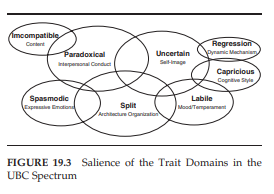 Imcompatible
Content
Paradoxical
Interpersonal Conduct
Uncertain
Self-Image
Regression
Dynamic Mechanism
Capricious
Cognitive Style
Spasmodic
Expressive Emotions
Split
Architecture Organization
Labile
Mood/Temperament
FIGURE 19.3 Salience of the Trait Domains in the
UBC Spectrum